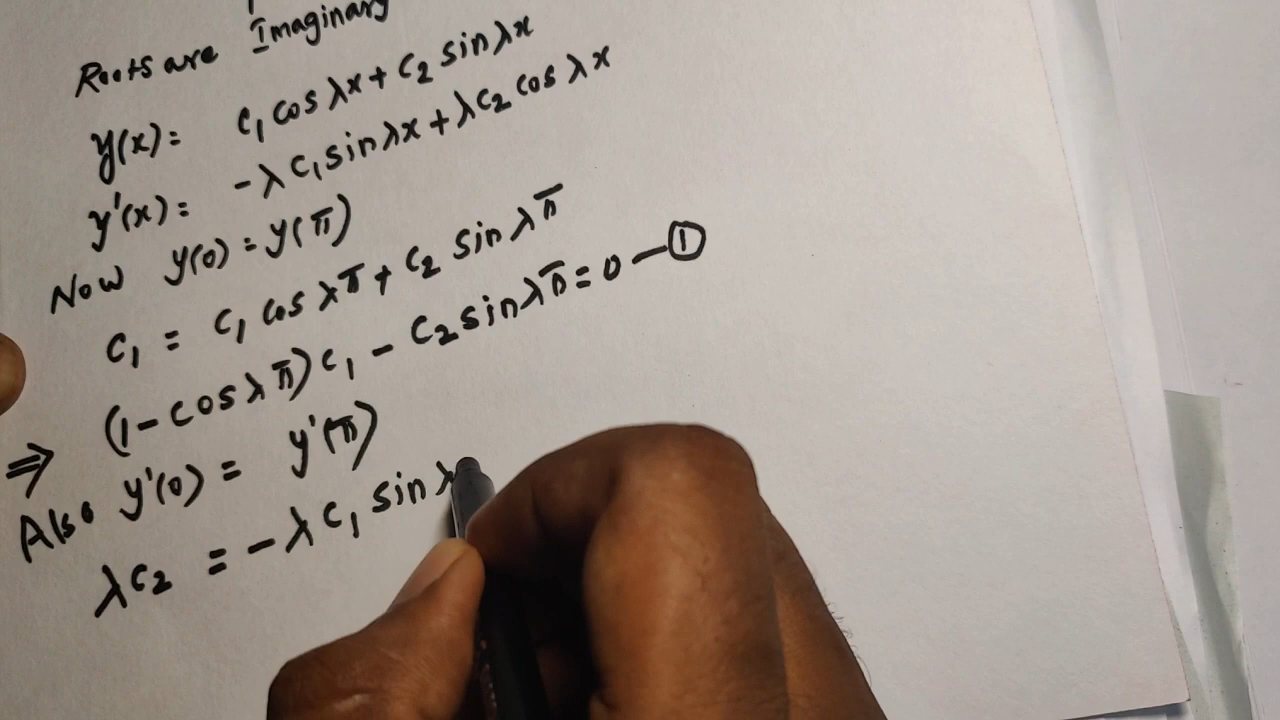 Roots are Imaginary
y(x) = c₁ cos λx + c₂ sin λx
y'(x) = -λ c₁ sin λx + λ c₂ cos λx
Now y(0) = y(π)
c₁ = c₁ cos λπ + c₂ sin λπ
⇒ (1 - cos λπ) c₁ - c₂ sin λπ = 0 — ①
Also y'(0) = y'(π)
λ c₂ = -λ c₁ sin λ